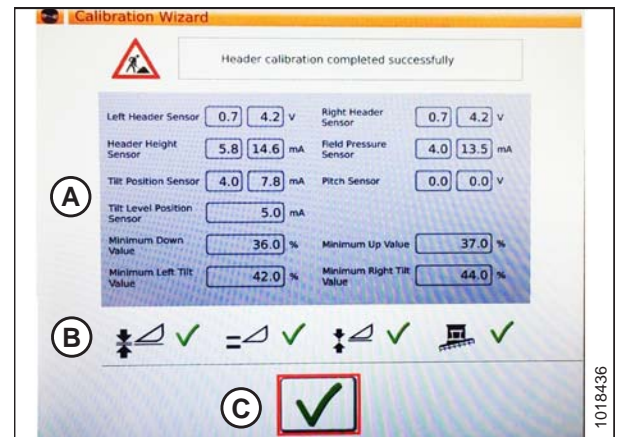 Calibration Wizard
Header calibration completed successfully
Left Header Sensor 0.7 4.2 V Right Header Sensor 0.7 4.2 V
Header Height Sensor 5.8 14.6 mA Field Pressure Sensor 4.0 13.5 mA
Tilt Position Sensor 4.0 7.8 mA Pitch Sensor 0.0 0.0 V
A
Tilt Level Position Sensor 5.0 mA
Minimum Down Value 36.0 % Minimum Up Value 37.0 %
Minimum Left Tilt Value 42.0 % Minimum Right Tilt Value 44.0 %
B
C
1018436